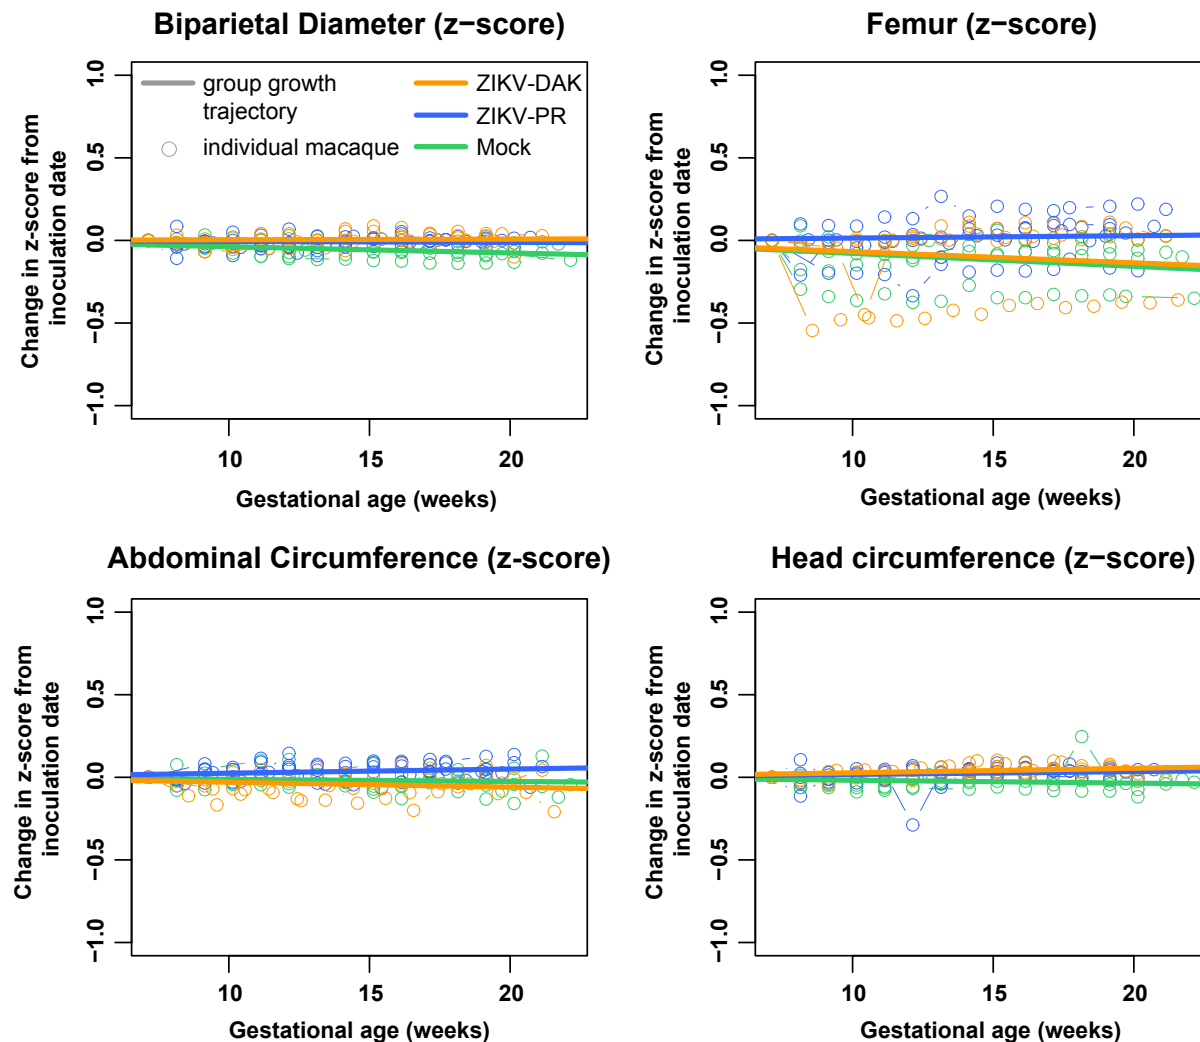 Biparietal Diameter (z−score)
Change in z−score from
inoculation date
1.0
0.5
0.0
−0.5
−1.0
group growth
trajectory
individual macaque
ZIKV-DAK
ZIKV-PR
Mock
10
15
20
Gestational age (weeks)
Femur (z−score)
Change in z−score from
inoculation date
1.0
0.5
0.0
−0.5
−1.0
10
15
20
Gestational age (weeks)
Abdominal Circumference (z-score)
Change in z−score from
inoculation date
1.0
0.5
0.0
−0.5
−1.0
10
15
20
Gestational age (weeks)
Head circumference (z−score)
Change in z−score from
inoculation date
1.0
0.5
0.0
−0.5
−1.0
10
15
20
Gestational age (weeks)